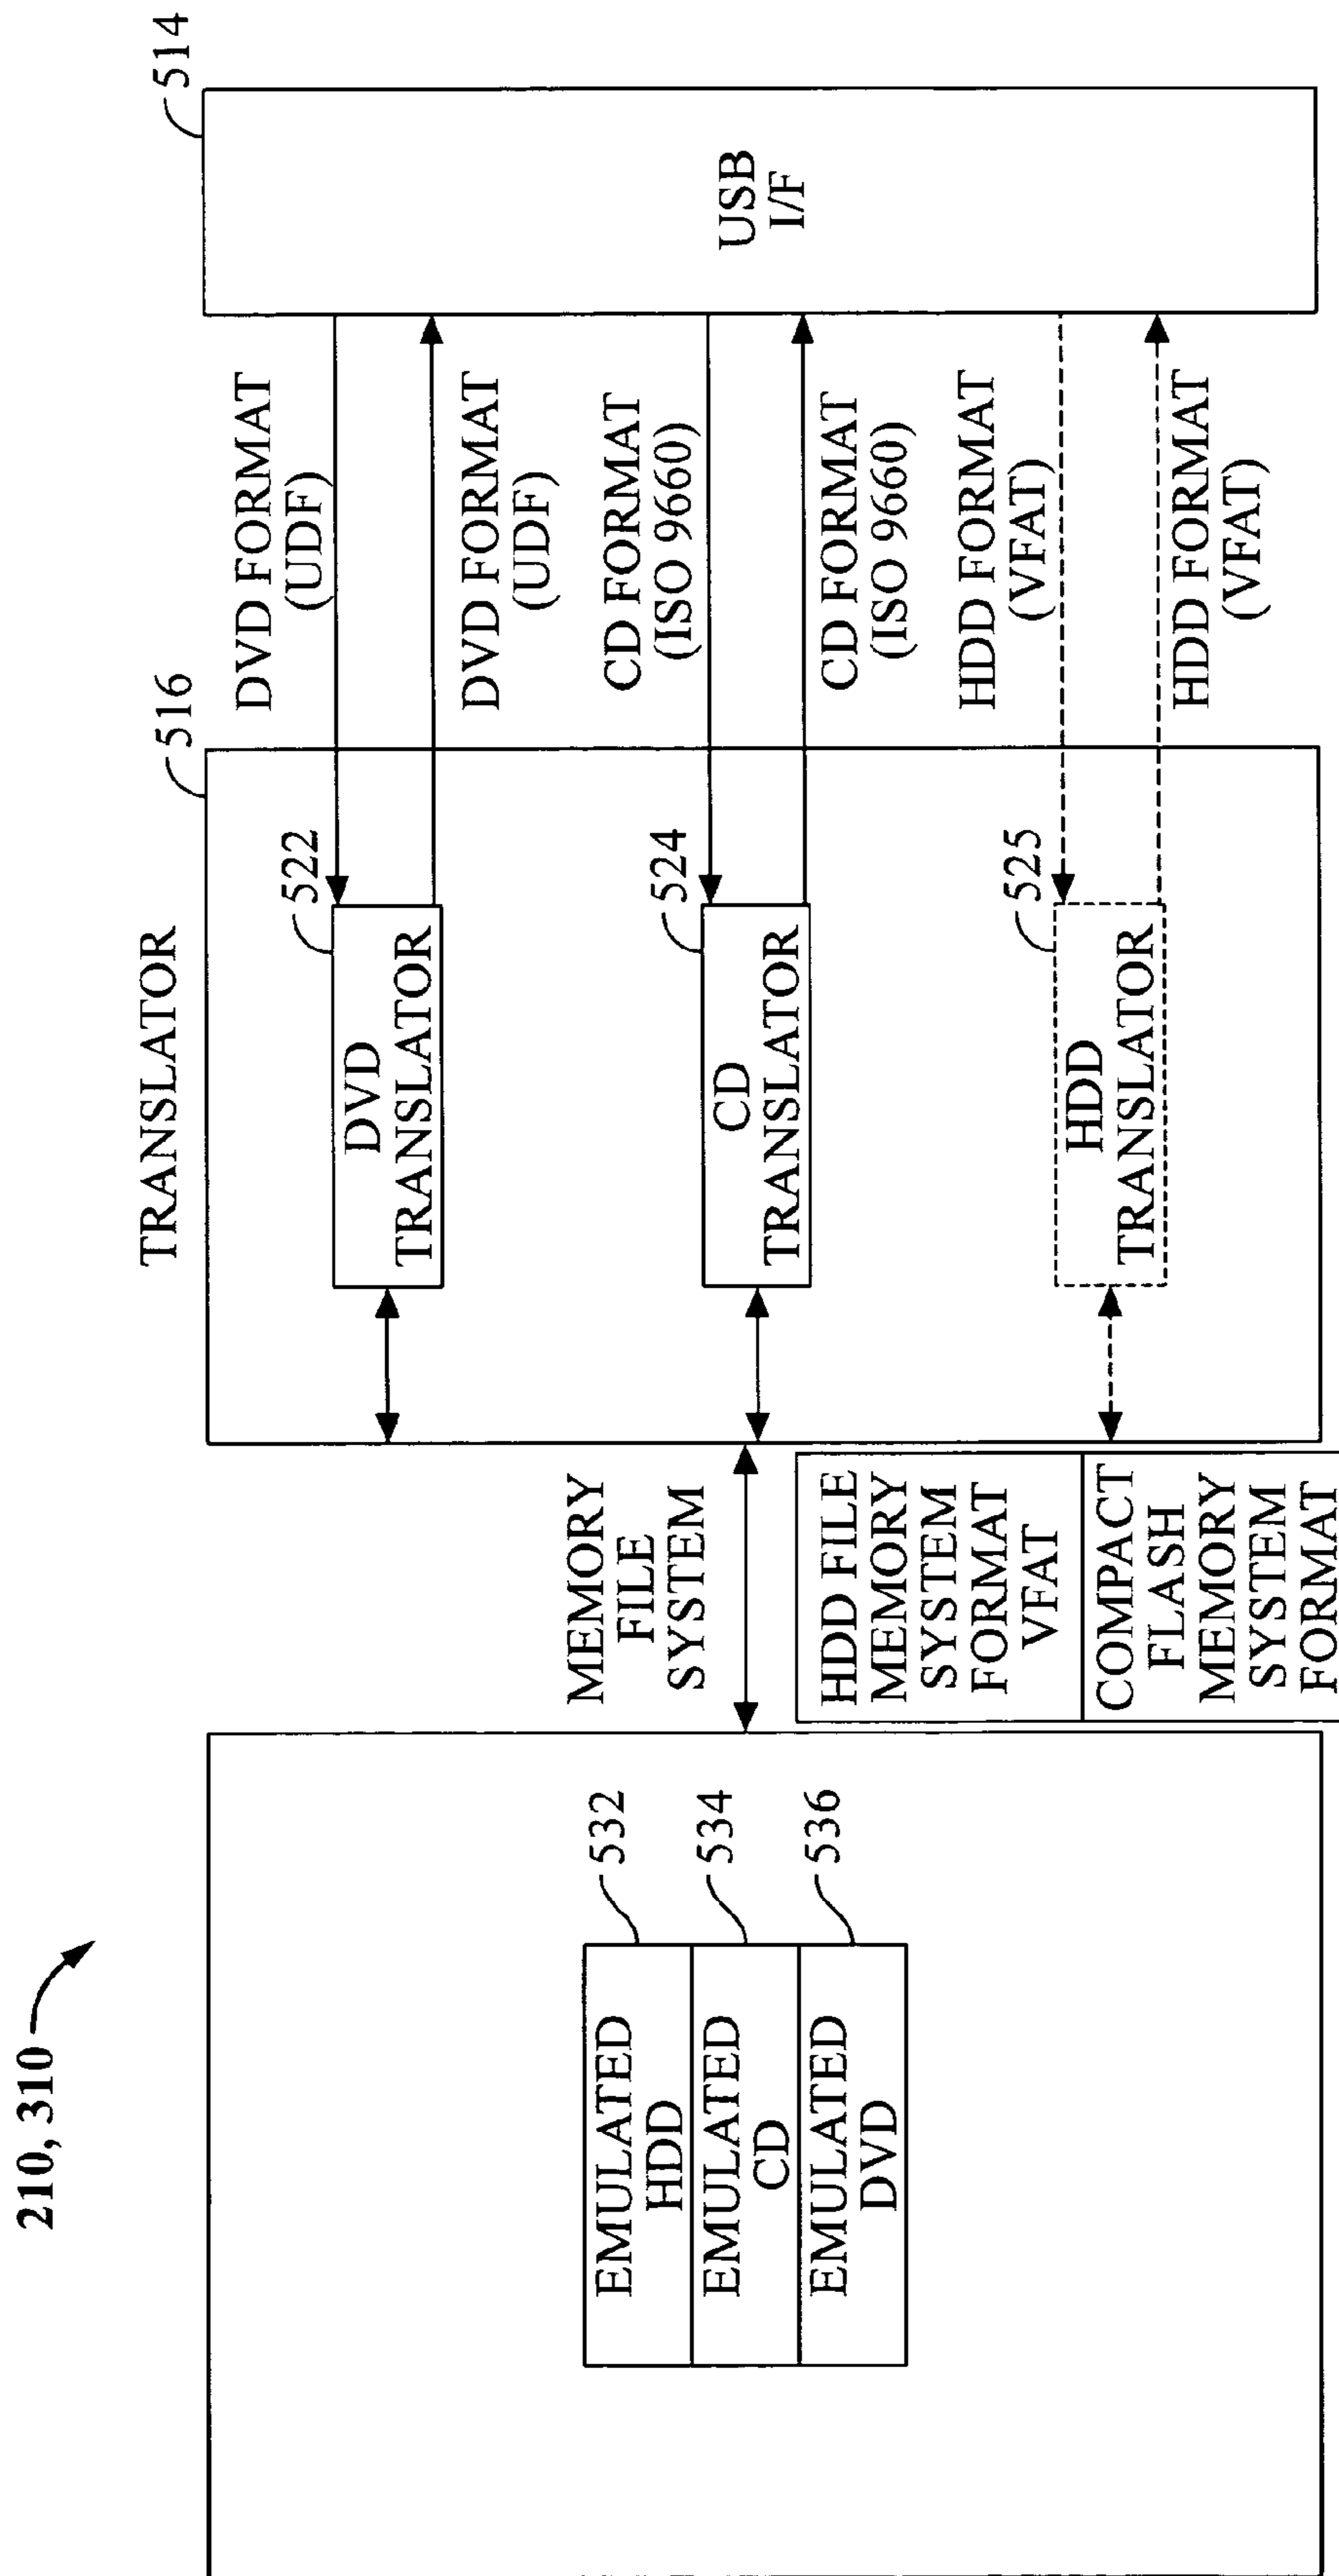 210, 310
EMULATED
HDD
EMULATED
CD
EMULATED
DVD
532
534
536
MEMORY
FILE
SYSTEM
HDD FILE
MEMORY
SYSTEM
FORMAT
VFAT
COMPACT
FLASH
MEMORY
SYSTEM
FORMAT
TRANSLATOR
516
DVD
TRANSLATOR
522
CD
TRANSLATOR
524
HDD
TRANSLATOR
525
DVD FORMAT
(UDF)
DVD FORMAT
(UDF)
CD FORMAT
(ISO 9660)
CD FORMAT
(ISO 9660)
HDD FORMAT
(VFAT)
HDD FORMAT
(VFAT)
514
USB
I/F